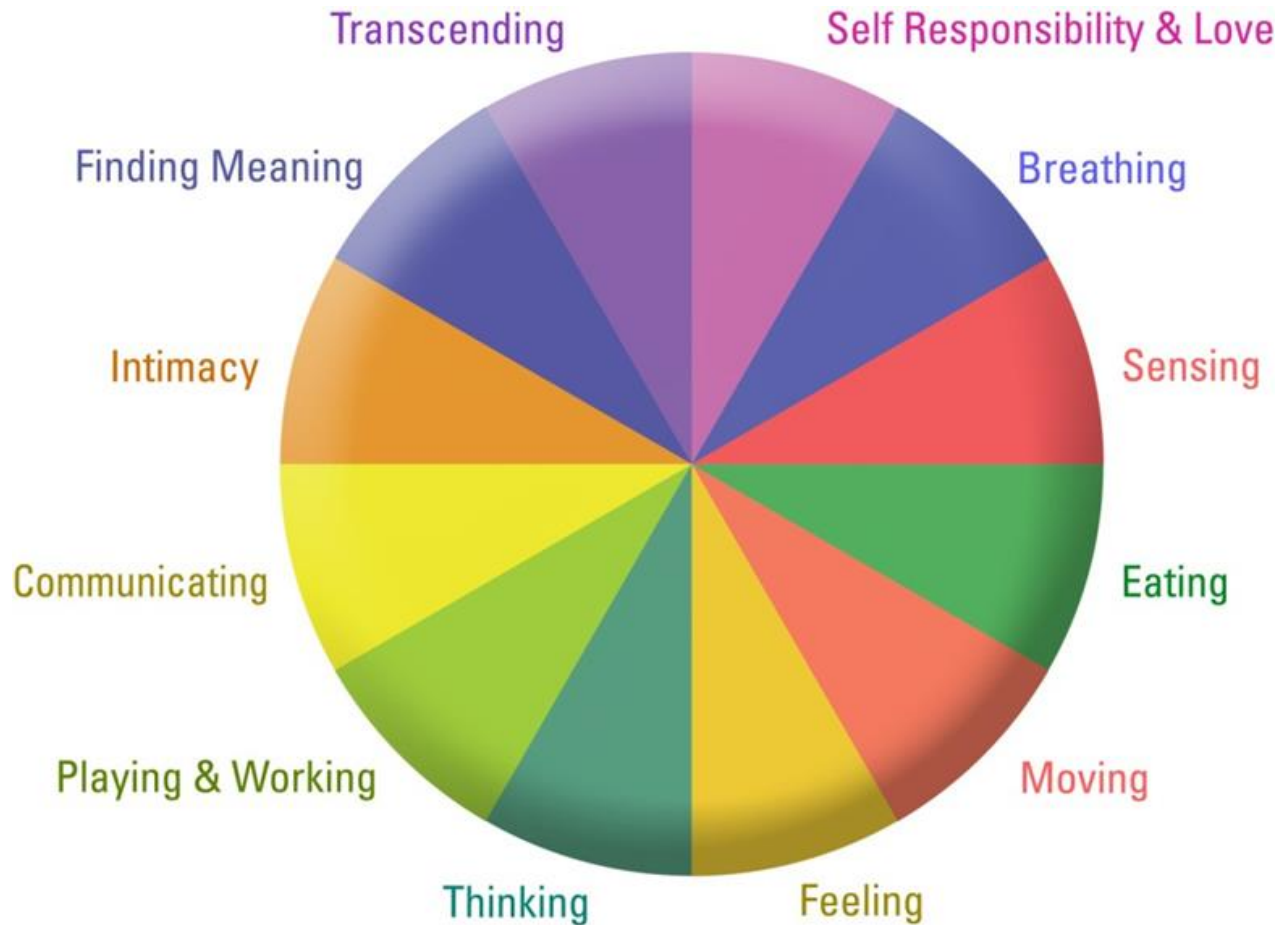 Transcending
Self Responsibility & Love
Finding Meaning
Breathing
Intimacy
Sensing
Communicating
Eating
Playing & Working
Moving
Thinking
Feeling